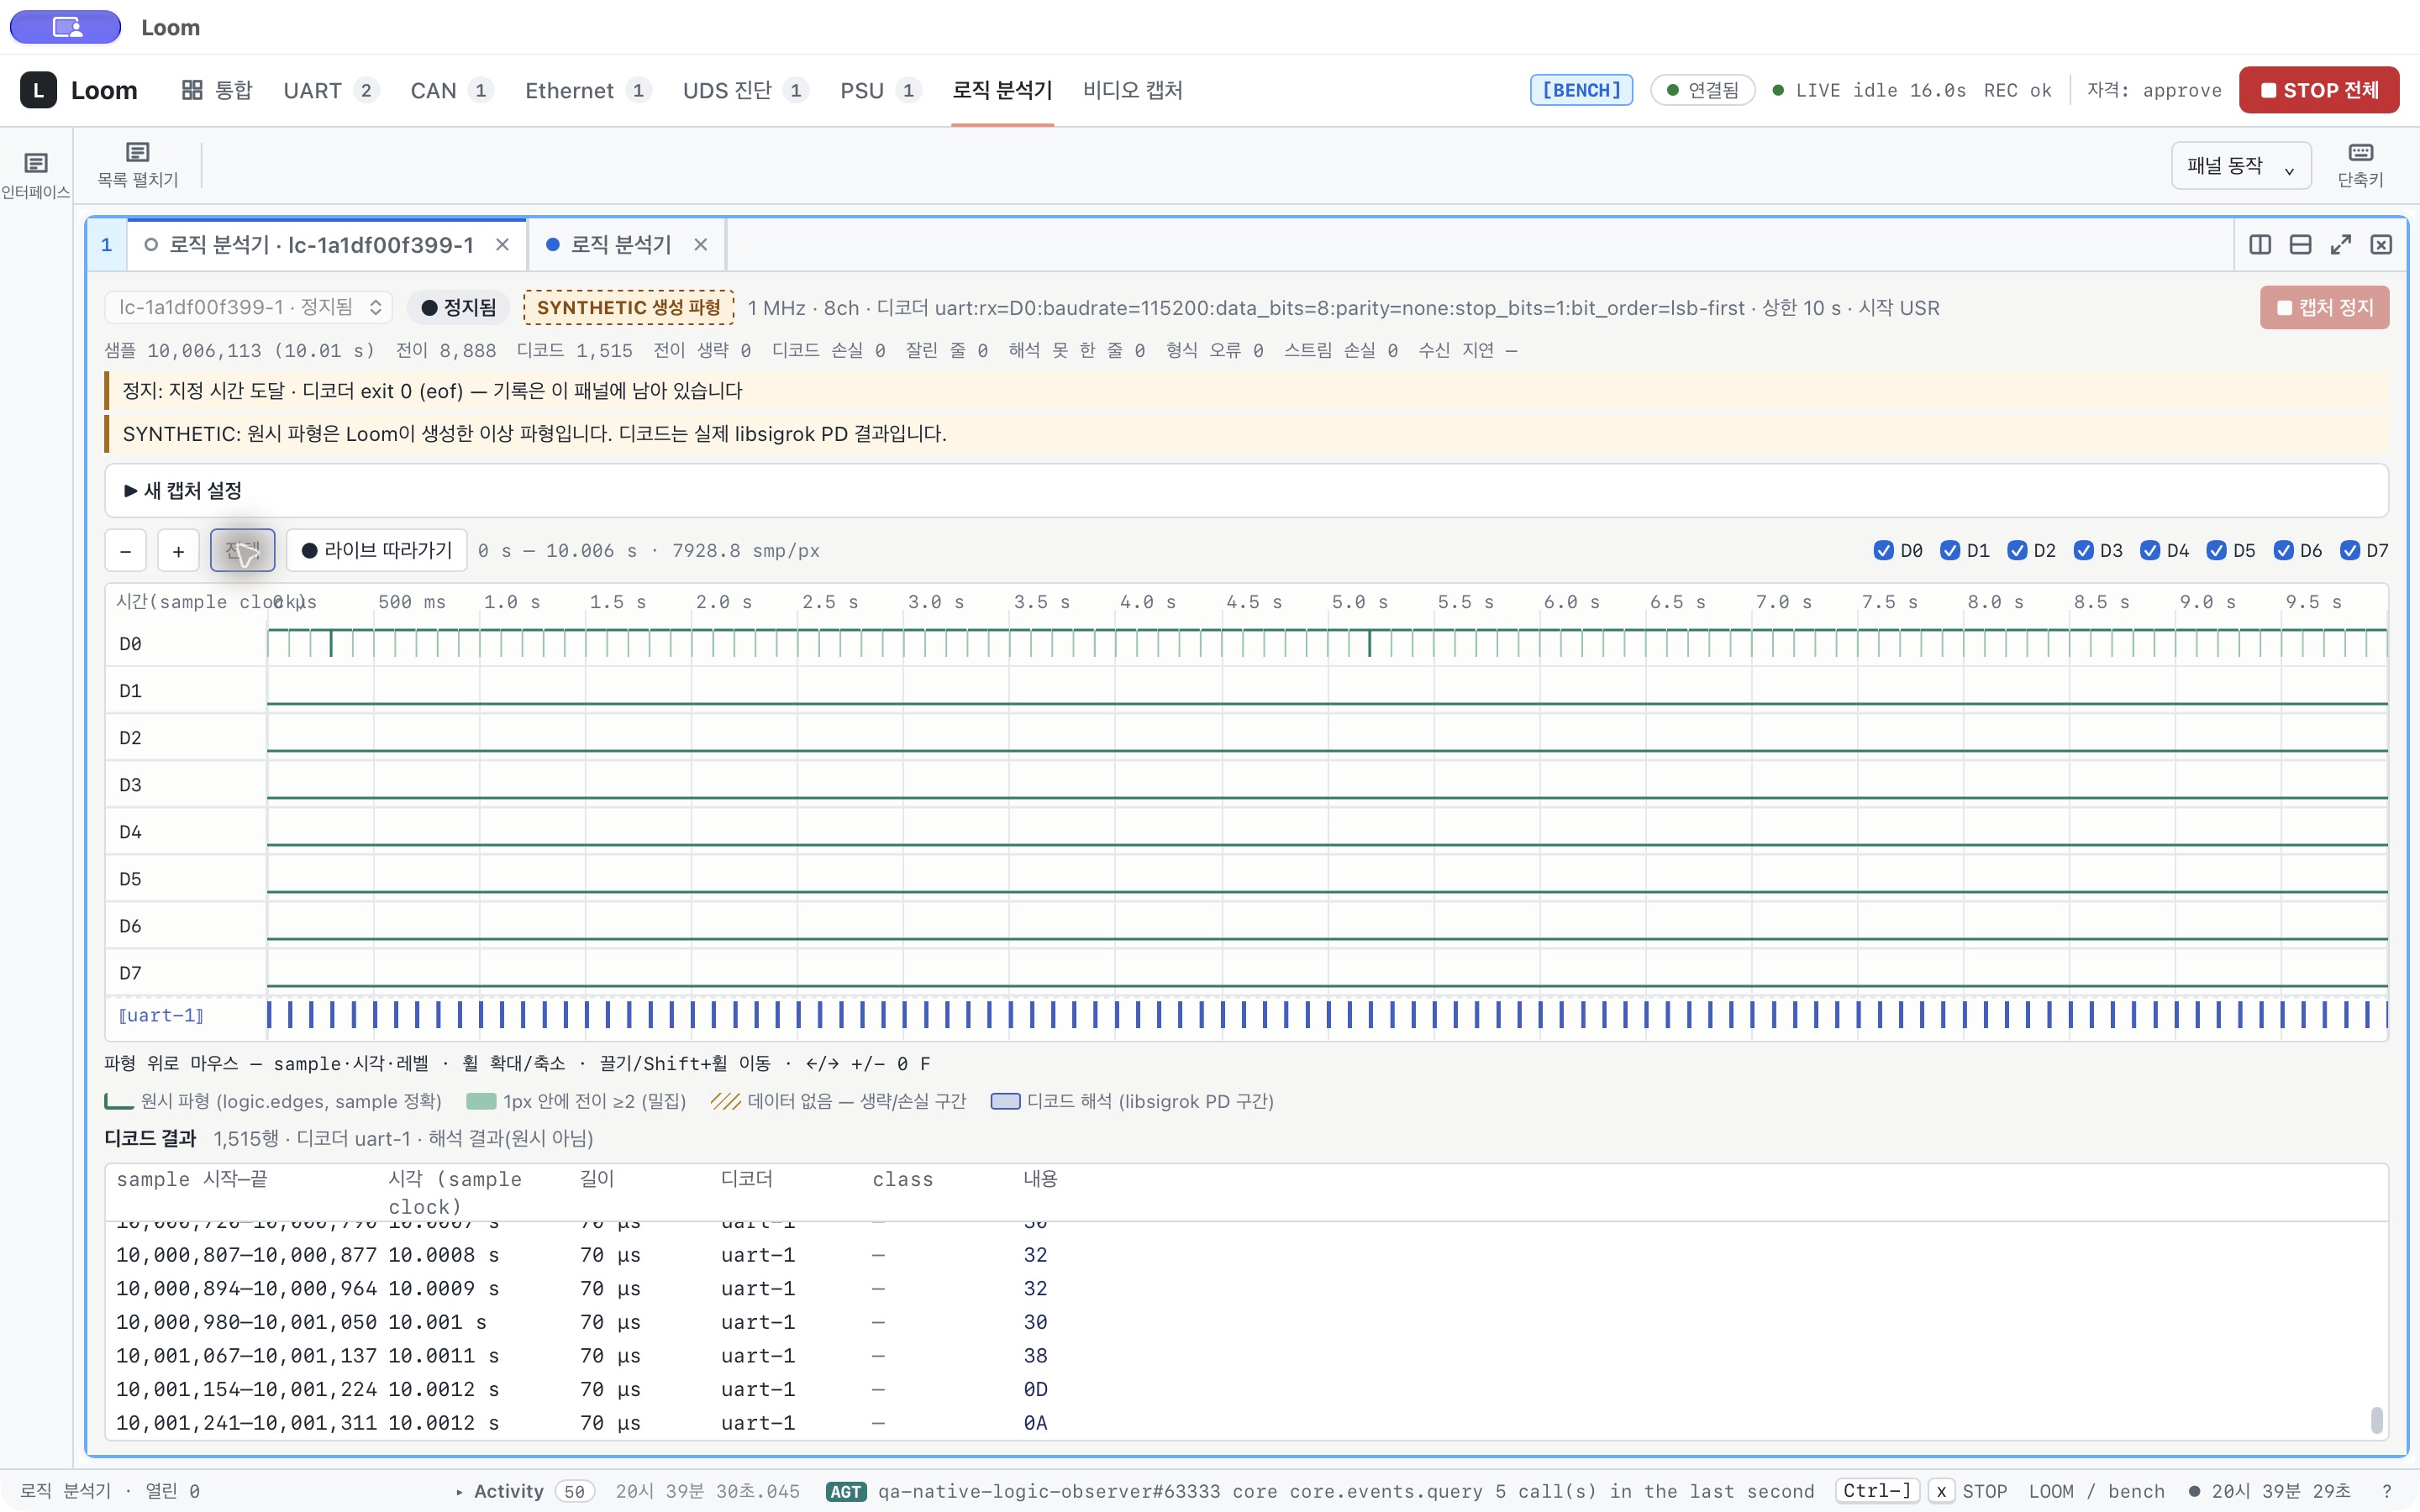 Loom
L Loom 통합 UART 2 CAN 1 Ethernet 1 UDS 진단 1 PSU 1 로직 분석기 비디오 캡처 [BENCH] 연결됨 LIVE idle 16.0s REC ok 자격: approve STOP 전체
인터페이스 목록 펼치기 패널 동작 단축키
1 로직 분석기 · lc-1a1df00f399-1 ✕ 로직 분석기 ✕
lc-1a1df00f399-1 · 정지됨 정지됨 SYNTHETIC 생성 파형 1 MHz · 8ch · 디코더 uart:rx=D0:baudrate=115200:data_bits=8:parity=none:stop_bits=1:bit_order=lsb-first · 상한 10 s · 시작 USR 캡처 정지
샘플 10,006,113 (10.01 s) 전이 8,888 디코드 1,515 전이 생략 0 디코드 손실 0 잘린 줄 0 해석 못 한 줄 0 형식 오류 0 스트림 손실 0 수신 지연 —
정지: 지정 시간 도달 · 디코더 exit 0 (eof) — 기록은 이 패널에 남아 있습니다
SYNTHETIC: 원시 파형은 Loom이 생성한 이상 파형입니다. 디코드는 실제 libsigrok PD 결과입니다.
▶ 새 캡처 설정
− + 라이브 따라가기 0 s — 10.006 s · 7928.8 smp/px D0 D1 D2 D3 D4 D5 D6 D7
시간(sample clock) 0 µs 500 ms 1.0 s 1.5 s 2.0 s 2.5 s 3.0 s 3.5 s 4.0 s 4.5 s 5.0 s 5.5 s 6.0 s 6.5 s 7.0 s 7.5 s 8.0 s 8.5 s 9.0 s 9.5 s
D0
D1
D2
D3
D4
D5
D6
D7
⟦uart-1⟧
파형 위로 마우스 — sample·시각·레벨 · 휠 확대/축소 · 끌기/Shift+휠 이동 · ←/→ +/− 0 F
원시 파형 (logic.edges, sample 정확) 1px 안에 전이 ≥2 (밀집) 데이터 없음 — 생략/손실 구간 디코드 해석 (libsigrok PD 구간)
디코드 결과 1,515행 · 디코더 uart-1 · 해석 결과(원시 아님)
sample 시작—끝 시각 (sample clock) 길이 디코더 class 내용
10,000,720—10,000,790 10.0007 s 70 µs uart-1 — 30
10,000,807—10,000,877 10.0008 s 70 µs uart-1 — 32
10,000,894—10,000,964 10.0009 s 70 µs uart-1 — 32
10,000,980—10,001,050 10.001 s 70 µs uart-1 — 30
10,001,067—10,001,137 10.0011 s 70 µs uart-1 — 38
10,001,154—10,001,224 10.0012 s 70 µs uart-1 — 0D
10,001,241—10,001,311 10.0012 s 70 µs uart-1 — 0A
로직 분석기 · 열린 0 ▸ Activity 50 20시 39분 30초.045 AGT qa-native-logic-observer#63333 core core.events.query 5 call(s) in the last second Ctrl-] x STOP LOOM / bench 20시 39분 29초 ?